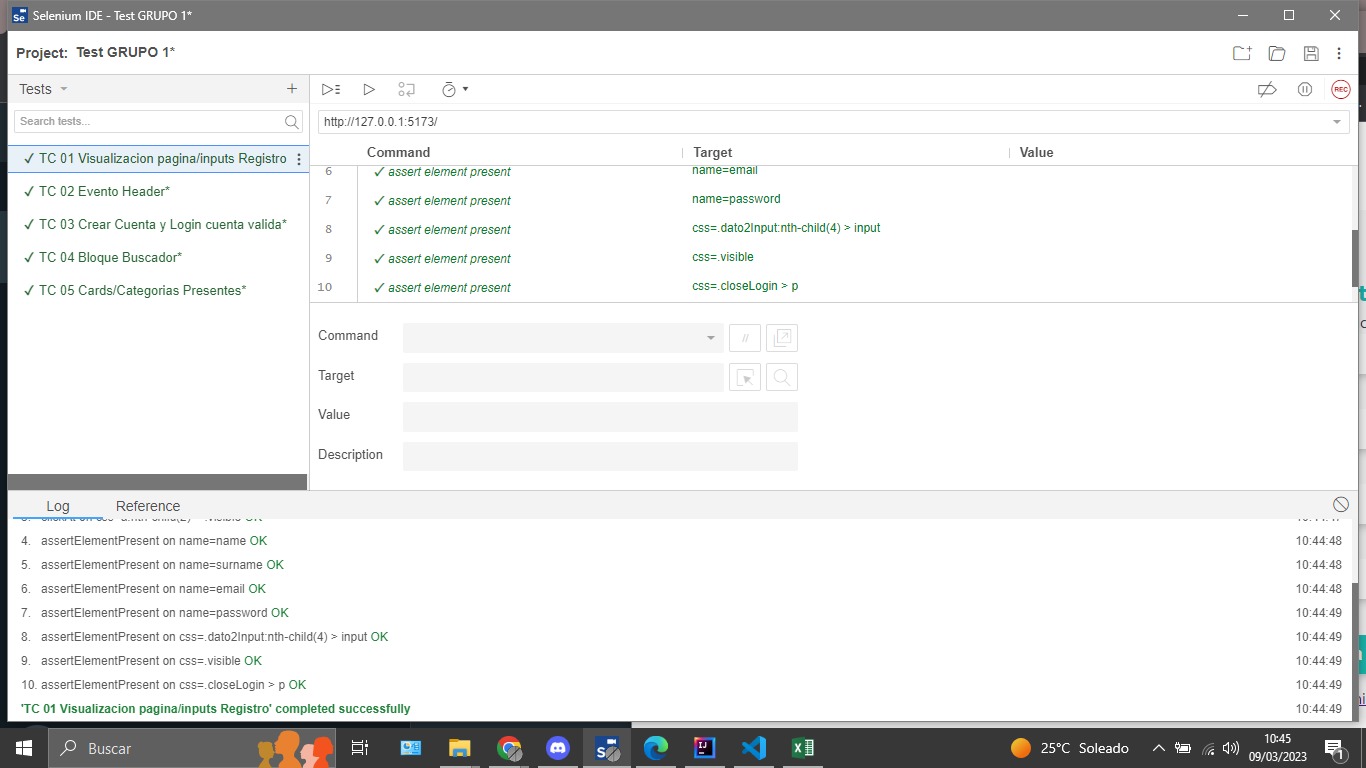 Selenium IDE - Test GRUPO 1*
Project: Test GRUPO 1*
Tests
Search tests...
✓ TC 01 Visualizacion pagina/inputs Registro
✓ TC 02 Evento Header*
✓ TC 03 Crear Cuenta y Login cuenta valida*
✓ TC 04 Bloque Buscador*
✓ TC 05 Cards/Categorias Presentes*
REC
http://127.0.0.1:5173/
Command Target Value
6 ✓ assert element present name=email
7 ✓ assert element present name=password
8 ✓ assert element present css=.dato2Input:nth-child(4) > input
9 ✓ assert element present css=.visible
10 ✓ assert element present css=.closeLogin > p
Command //
Target
Value
Description
Log Reference
4. assertElementPresent on name=name OK 10:44:48
5. assertElementPresent on name=surname OK 10:44:48
6. assertElementPresent on name=email OK 10:44:48
7. assertElementPresent on name=password OK 10:44:49
8. assertElementPresent on css=.dato2Input:nth-child(4) > input OK 10:44:49
9. assertElementPresent on css=.visible OK 10:44:49
10. assertElementPresent on css=.closeLogin > p OK 10:44:49
'TC 01 Visualizacion pagina/inputs Registro' completed successfully 10:44:49
Buscar
Se
25°C Soleado
10:45
09/03/2023
1